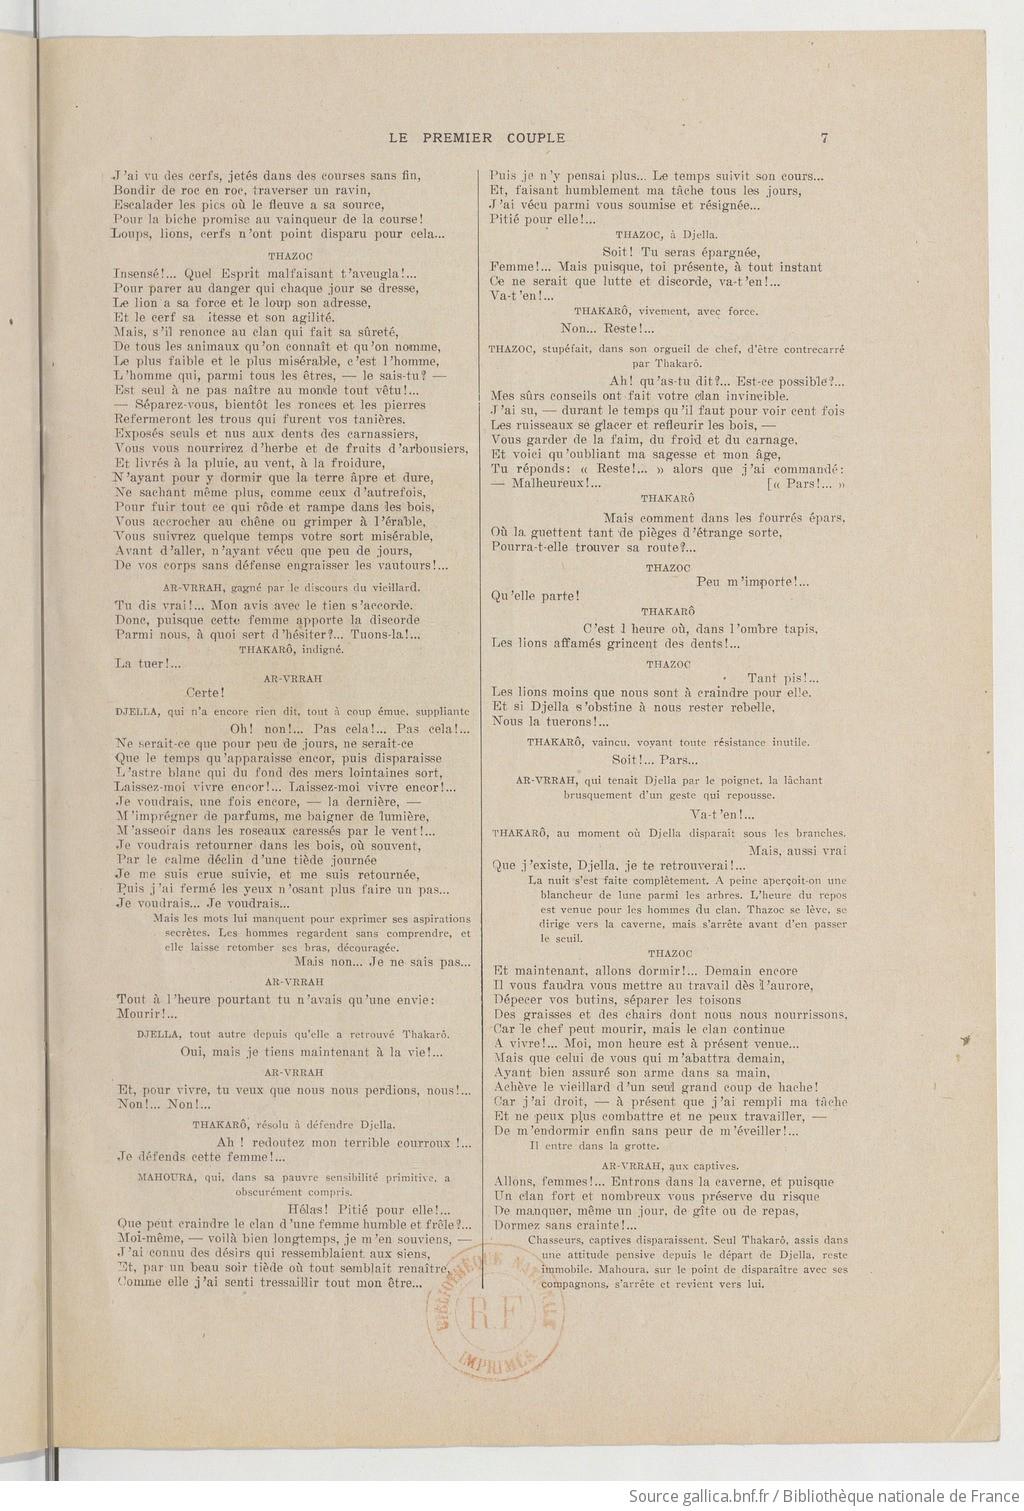 LE PREMIER COUPLE 7
J'ai vu des cerfs, jetés dans des courses sans fin,
Bondir de roc en roc, traverser un ravin,
Escalader les pics où le fleuve a sa source,
Pour la biche promise au vainqueur de la course!
Loups, lions, cerfs n'ont point disparu pour cela...
THAZOC
Insensé!... Quel Esprit malfaisant t'aveugla!...
Pour parer au danger qui chaque jour se dresse,
Le lion a sa force et le loup son adresse,
Et le cerf sa itesse et son agilité.
Mais, s'il renonce au clan qui fait sa sûreté,
De tous les animaux qu'on connaît et qu'on nomme,
Le plus faible et le plus misérable, c'est l'homme,
L'homme qui, parmi tous les êtres, — le sais-tu? —
Est seul à ne pas naître au monde tout vêtu!...
— Séparez-vous, bientôt les ronces et les pierres
Refermeront les trous qui furent vos tanières.
Exposés seuls et nus aux dents des carnassiers,
Vous vous nourrirez d'herbe et de fruits d'arbousiers,
Et livrés à la pluie, au vent, à la froidure,
N'ayant pour y dormir que la terre âpre et dure,
Ne sachant même plus, comme ceux d'autrefois,
Pour fuir tout ce qui rôde et rampe dans les bois,
Vous accrocher au chêne ou grimper à l'érable,
Vous suivrez quelque temps votre sort misérable,
Avant d'aller, n'ayant vécu que peu de jours,
De vos corps sans défense engraisser les vautours!...
AR-VRRAH, gagné par le discours du vieillard.
Tu dis vrai!... Mon avis avec le tien s'accorde.
Donc, puisque cette femme apporte la discorde
Parmi nous, à quoi sert d'hésiter?... Tuons-la!...
THAKARÔ, indigné.
La tuer!...
AR-VRRAH
Certe!
DJELLA, qui n'a encore rien dit, tout à coup émue, suppliante
Oh! non!... Pas cela!... Pas cela!...
Ne serait-ce que pour peu de jours, ne serait-ce
Que le temps qu'apparaisse encor, puis disparaisse
L'astre blanc qui du fond des mers lointaines sort,
Laissez-moi vivre encor!... Laissez-moi vivre encor!...
Je voudrais, une fois encore, — la dernière, —
M'imprégner de parfums, me baigner de lumière,
M'asseoir dans les roseaux caressés par le vent!...
Je voudrais retourner dans les bois, où souvent,
Par le calme déclin d'une tiède journée
Je me suis crue suivie, et me suis retournée,
Puis j'ai fermé les yeux n'osant plus faire un pas...
Je voudrais... Je voudrais...
Mais les mots lui manquent pour exprimer ses aspirations
secrètes. Les hommes regardent sans comprendre, et
elle laisse retomber ses bras, découragée.
Mais non... Je ne sais pas...
AR-VRRAH
Tout à l'heure pourtant tu n'avais qu'une envie:
Mourir!...
DJELLA, tout autre depuis qu'elle a retrouvé Thakarô.
Oui, mais je tiens maintenant à la vie!...
AR-VRRAH
Et, pour vivre, tu veux que nous nous perdions, nous!...
Non!... Non!...
THAKARÔ, résolu à défendre Djella.
Ah ! redoutez mon terrible courroux !...
Je défends cette femme!...
MAHOURA, qui, dans sa pauvre sensibilité primitive, a
obscurément compris.
Hélas! Pitié pour elle!...
Que peut craindre le clan d'une femme humble et frêle?...
Moi-même, — voilà bien longtemps, je m'en souviens, —
J'ai connu des désirs qui ressemblaient aux siens,
Et, par un beau soir tiède où tout semblait renaître,
Comme elle j'ai senti tressaillir tout mon être...
Puis je n'y pensai plus... Le temps suivit son cours...
Et, faisant humblement ma tâche tous les jours,
J'ai vécu parmi vous soumise et résignée...
Pitié pour elle!...
THAZOC, à Djella.
Soit! Tu seras épargnée,
Femme!... Mais puisque, toi présente, à tout instant
Ce ne serait que lutte et discorde, va-t'en!...
Va-t'en!...
THAKARÔ, vivement, avec force.
Non... Reste!...
THAZOC, stupéfait, dans son orgueil de chef, d'être contrecarré
par Thakarô.
Ah! qu'as-tu dit?... Est-ce possible?...
Mes sûrs conseils ont fait votre clan invincible.
J'ai su, — durant le temps qu'il faut pour voir cent fois
Les ruisseaux se glacer et refleurir les bois, —
Vous garder de la faim, du froid et du carnage,
Et voici qu'oubliant ma sagesse et mon âge,
Tu réponds: « Reste!... » alors que j'ai commandé:
— Malheureux!... [« Pars!... »
THAKARÔ
Mais comment dans les fourrés épars,
Où la guettent tant de pièges d'étrange sorte,
Pourra-t-elle trouver sa route?...
THAZOC
Peu m'importe!...
Qu'elle parte!
THAKARÔ
C'est l heure où, dans l'ombre tapis,
Les lions affamés grincent des dents!...
THAZOC
Tant pis!...
Les lions moins que nous sont à craindre pour elle.
Et si Djella s'obstine à nous rester rebelle,
Nous la tuerons!...
THAKARÔ, vaincu, voyant toute résistance inutile.
Soit!... Pars...
AR-VRRAH, qui tenait Djella par le poignet, la lâchant
brusquement d'un geste qui repousse.
Va-t'en!...
THAKARÔ, au moment où Djella disparaît sous les branches.
Mais, aussi vrai
Que j'existe, Djella, je te retrouverai!...
La nuit s'est faite complètement. A peine aperçoit-on une
blancheur de lune parmi les arbres. L'heure du repos
est venue pour les hommes du clan. Thazoc se lève, se
dirige vers la caverne, mais s'arrête avant d'en passer
le seuil.
THAZOC
Et maintenant, allons dormir!... Demain encore
Il vous faudra vous mettre au travail dès l'aurore,
Dépecer vos butins, séparer les toisons
Des graisses et des chairs dont nous nous nourrissons,
Car le chef peut mourir, mais le clan continue
A vivre!... Moi, mon heure est à présent venue...
Mais que celui de vous qui m'abattra demain,
Ayant bien assuré son arme dans sa main,
Achève le vieillard d'un seul grand coup de hache!
Car j'ai droit, — à présent que j'ai rempli ma tâche
Et ne peux plus combattre et ne peux travailler, —
De m'endormir enfin sans peur de m'éveiller!...
Il entre dans la grotte.
AR-VRRAH, aux captives.
Allons, femmes!... Entrons dans la caverne, et puisque
Un clan fort et nombreux vous préserve du risque
De manquer, même un jour, de gîte ou de repas,
Dormez sans crainte!...
Chasseurs, captives disparaissent. Seul Thakarô, assis dans
une attitude pensive depuis le départ de Djella, reste
immobile. Mahoura, sur le point de disparaître avec ses
compagnons, s'arrête et revient vers lui.
BIBLIOTHÈQUE NATIONALE
R.F.
IMPRIMÉS
Source gallica.bnf.fr / Bibliothèque nationale de France